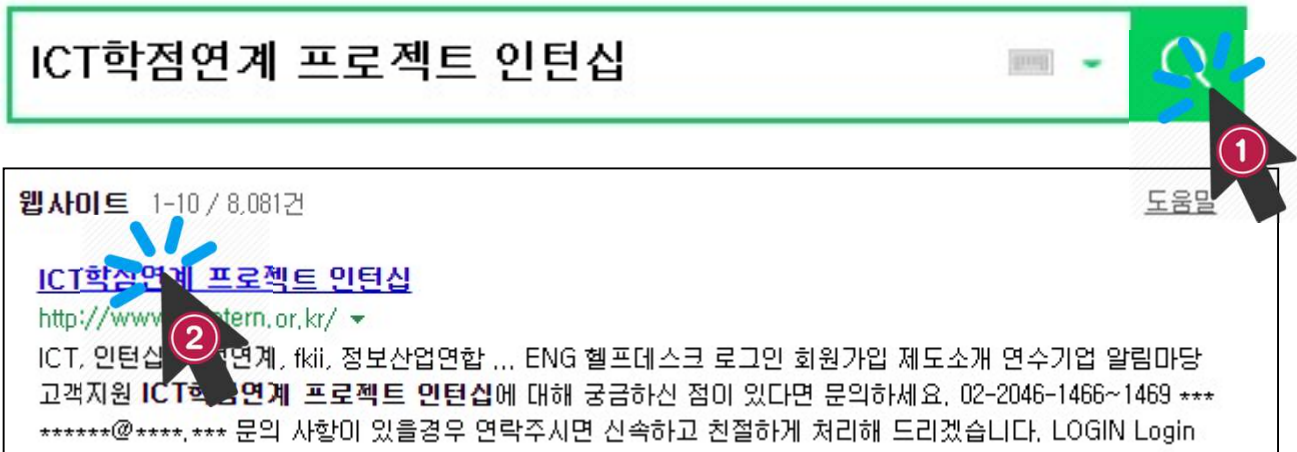 ICT학점연계 프로젝트 인턴십
1
웹사이트 1-10 / 8,081건 도움말
ICT학점연계 프로젝트 인턴십
http://www. tern.or.kr/
2
ICT, 인턴십 연계, fkii, 정보산업연합 ... ENG 헬프데스크 로그인 회원가입 제도소개 연수기업 알림마당
고객지원 ICT학점연계 프로젝트 인턴십에 대해 궁금하신 점이 있다면 문의하세요. 02-2046-1466~1469 ***
******@****.*** 문의 사항이 있을경우 연락주시면 신속하고 친절하게 처리해 드리겠습니다. LOGIN Login